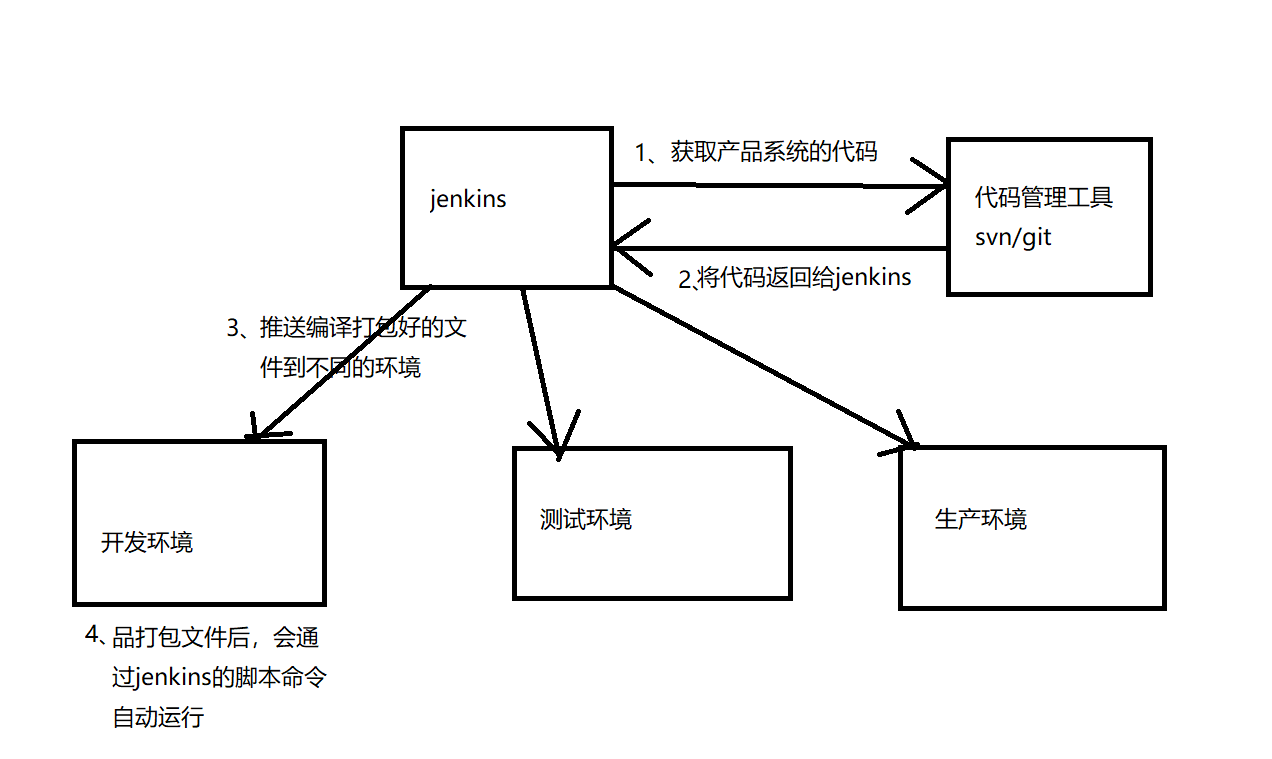 1、获取产品系统的代码
jenkins
代码管理工具
svn/git
2、将代码返回给jenkins
3、推送编译打包好的文
件到不同的环境
开发环境
测试环境
生产环境
4、品打包文件后，会通
过jenkins的脚本命令
自动运行